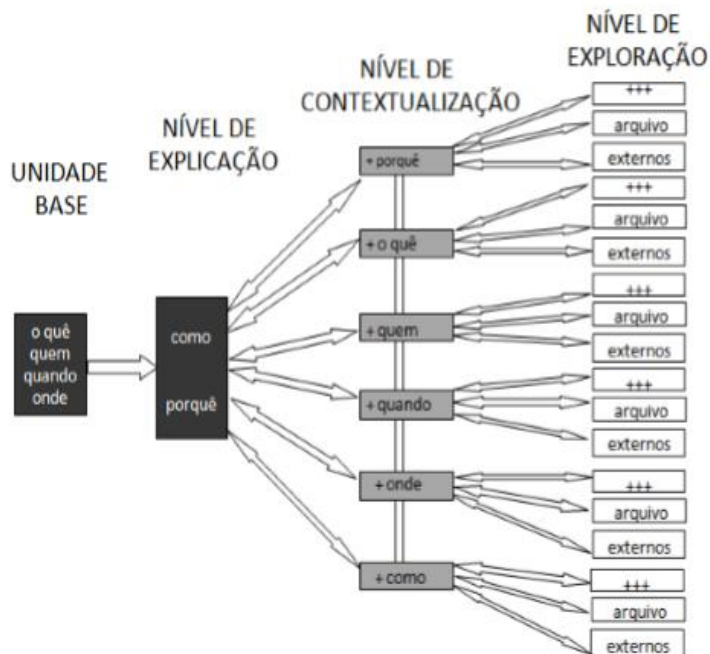 UNIDADE
BASE
o quê
quem
quando
onde
NÍVEL DE
EXPLICAÇÃO
como
porquê
NÍVEL DE
CONTEXTUALIZAÇÃO
+ porquê
+ o quê
+ quem
+ quando
+ onde
+ como
NÍVEL DE
EXPLORAÇÃO
+++
arquivo
externos
+++
arquivo
externos
+++
arquivo
externos
+++
arquivo
externos
+++
arquivo
externos
+++
arquivo
externos